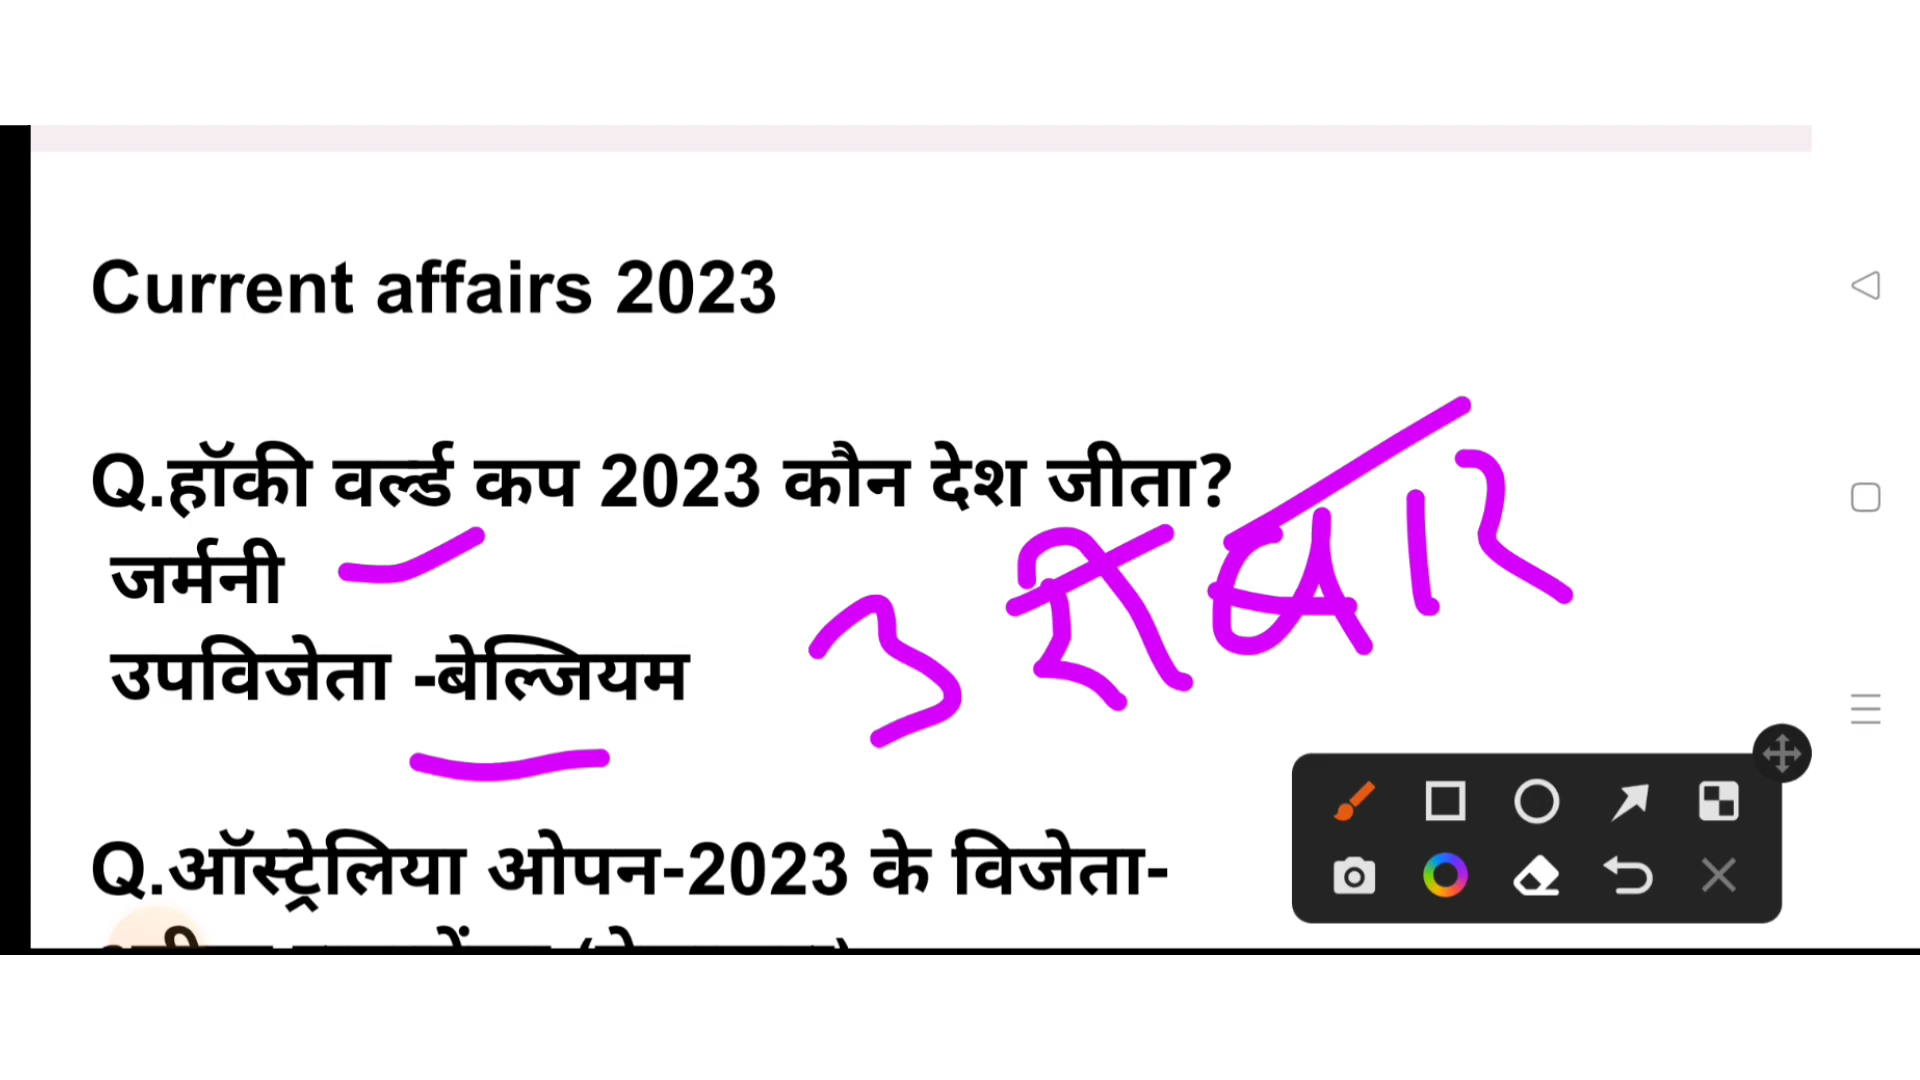 Current affairs 2023
Q.हॉकी वर्ल्ड कप 2023 कौन देश जीता?
जर्मनी
उपविजेता -बेल्जियम
3 री बार
Q.ऑस्ट्रेलिया ओपन-2023 के विजेता-